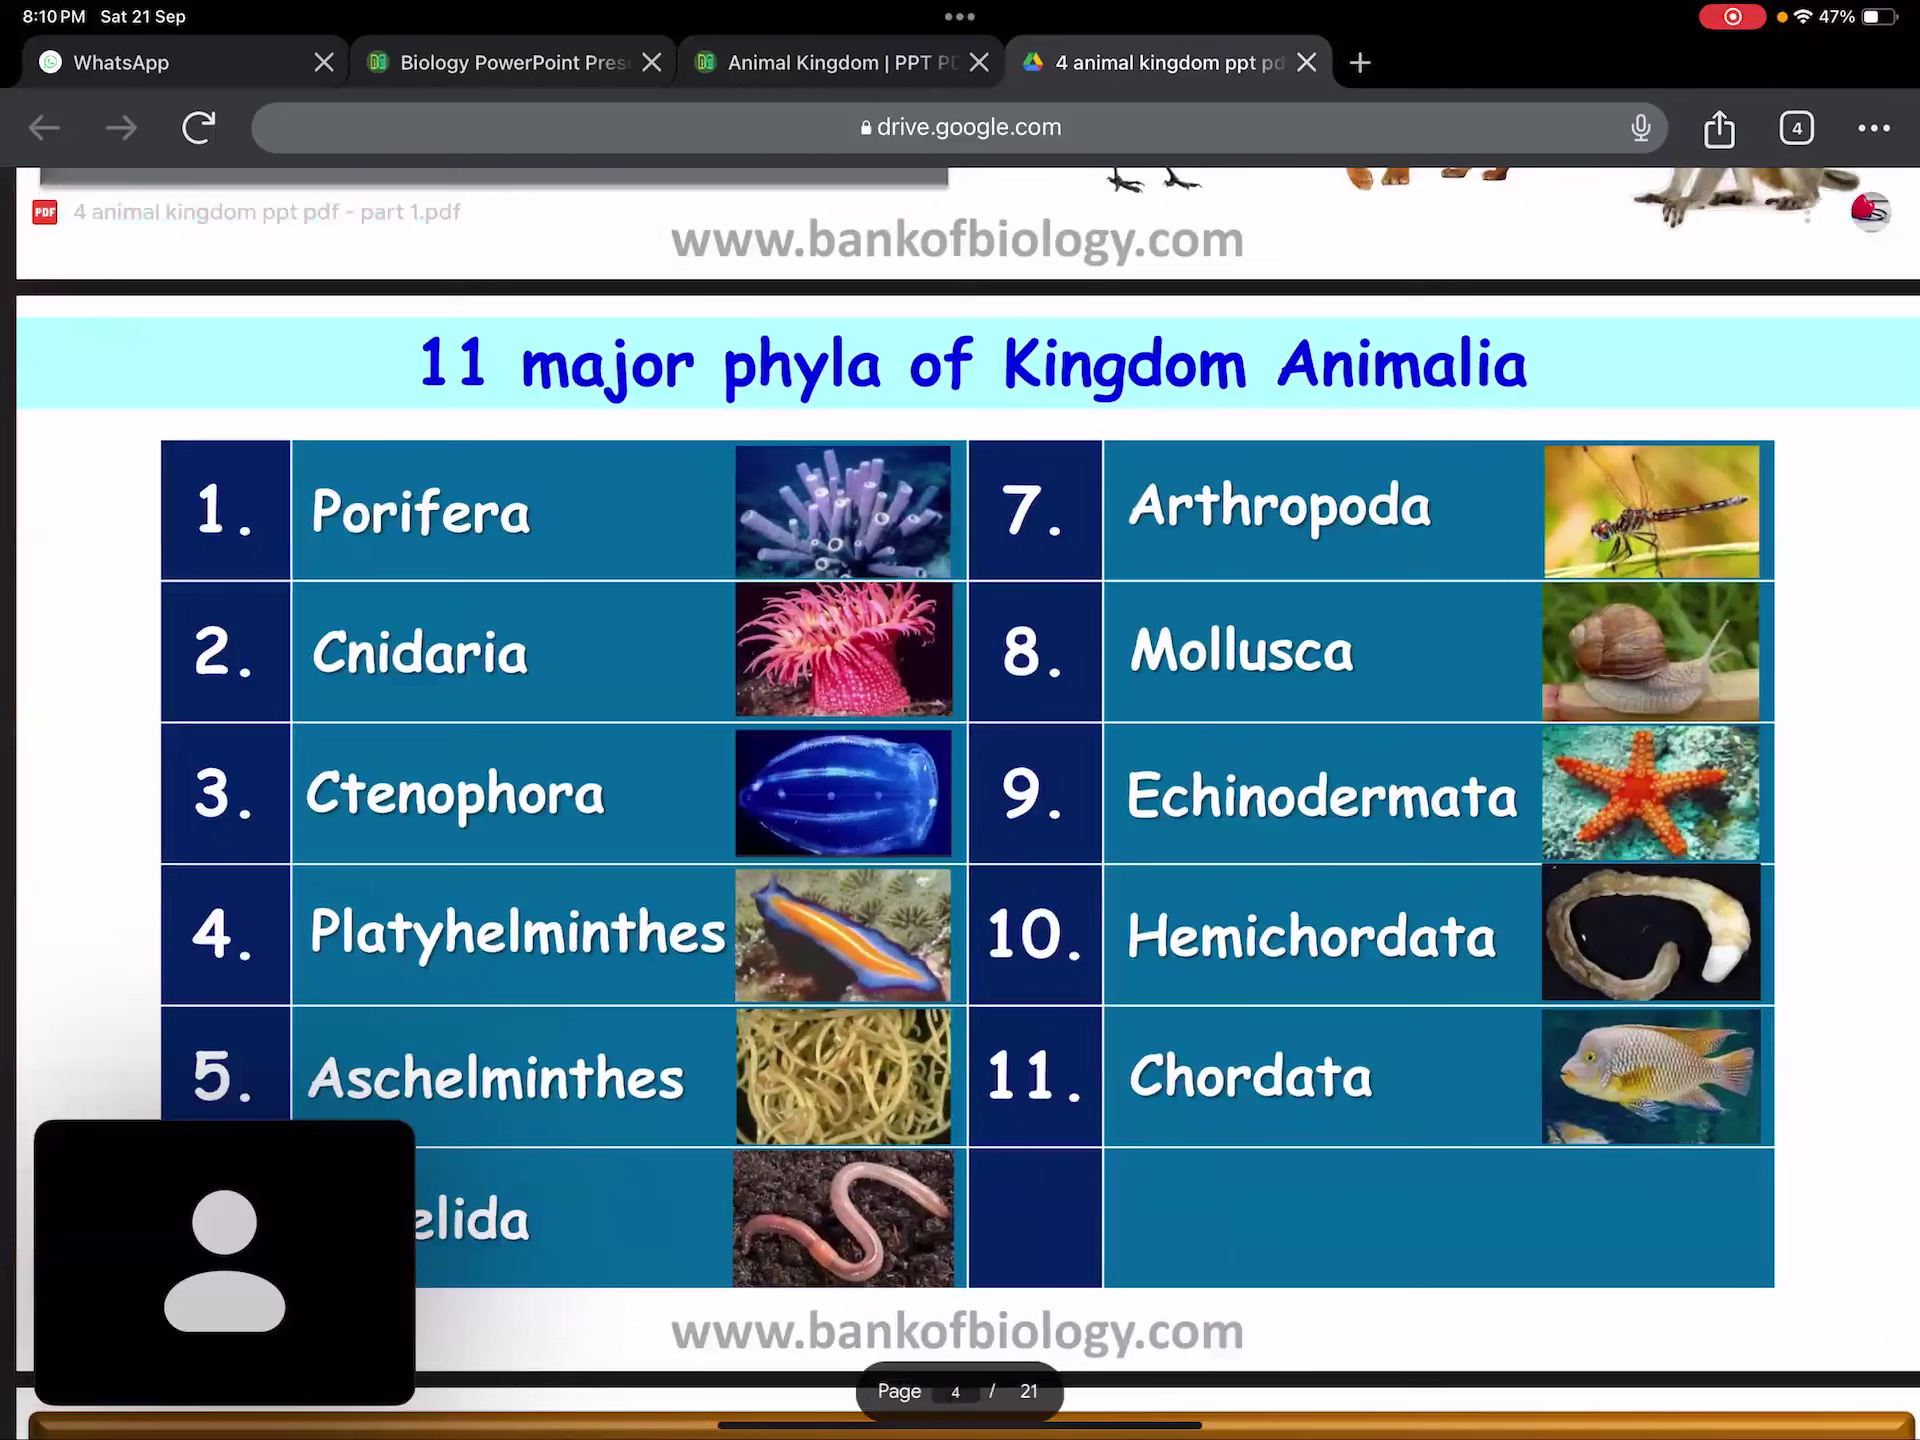 8:10 PM Sat 21 Sep
47%
WhatsApp
Biology PowerPoint Pres
Animal Kingdom | PPT PD
4 animal kingdom ppt pd
drive.google.com
4
PDF 4 animal kingdom ppt pdf - part 1.pdf
www.bankofbiology.com
11 major phyla of Kingdom Animalia
1. Porifera
2. Cnidaria
3. Ctenophora
4. Platyhelminthes
5. Aschelminthes
elida
7. Arthropoda
8. Mollusca
9. Echinodermata
10. Hemichordata
11. Chordata
www.bankofbiology.com
Page 4 / 21